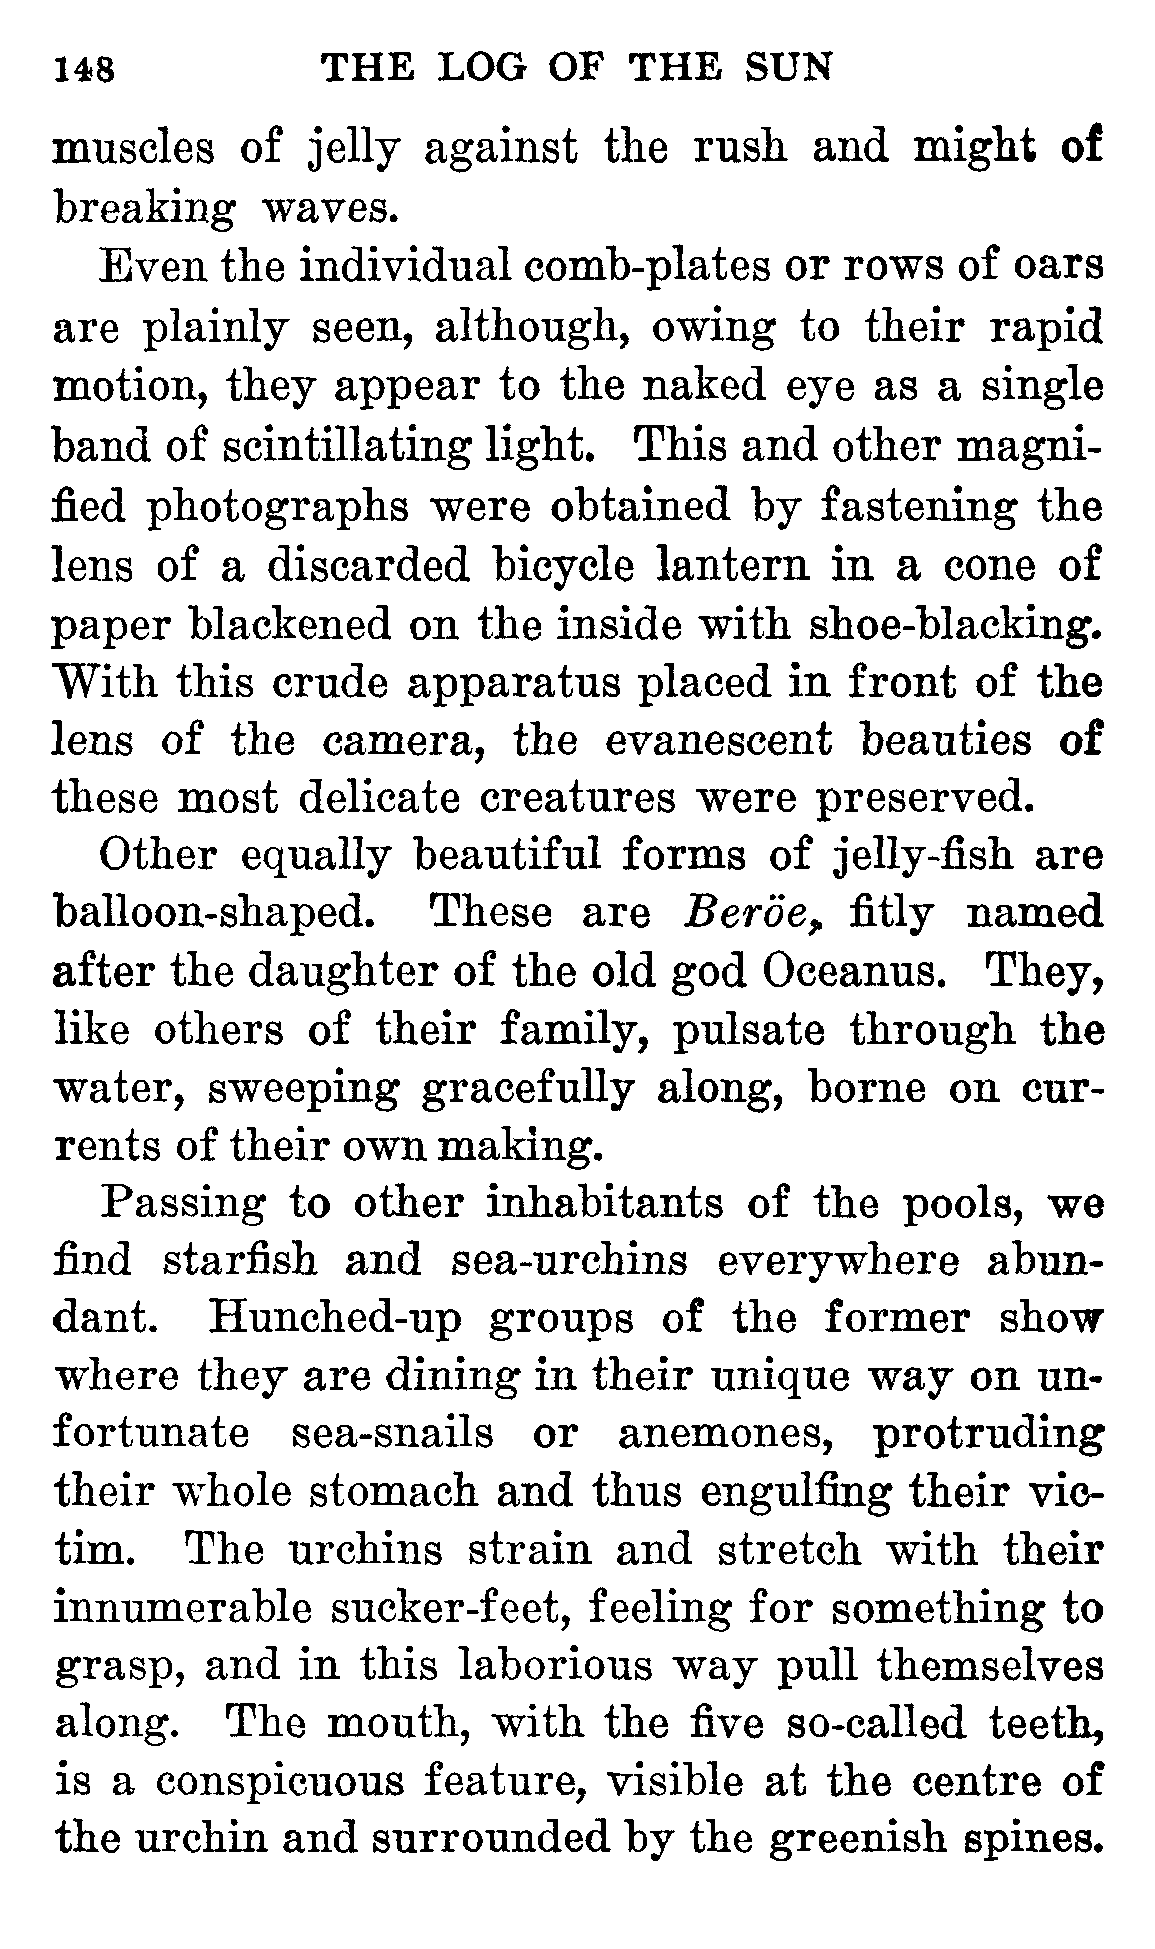 148 THE LOG OF THE SUN
muscles of jelly against the rush and might of
breaking waves.
Even the individual comb-plates or rows of oars
are plainly seen, although, owing to their rapid
motion, they appear to the naked eye as a single
band of scintillating light. This and other magni-
fied photographs were obtained by fastening the
lens of a discarded bicycle lantern in a cone of
paper blackened on the inside with shoe-blacking.
With this crude apparatus placed in front of the
lens of the camera, the evanescent beauties of
these most delicate creatures were preserved.
Other equally beautiful forms of jelly-fish are
balloon-shaped. These are Beröe, fitly named
after the daughter of the old god Oceanus. They,
like others of their family, pulsate through the
water, sweeping gracefully along, borne on cur-
rents of their own making.
Passing to other inhabitants of the pools, we
find starfish and sea-urchins everywhere abun-
dant. Hunched-up groups of the former show
where they are dining in their unique way on un-
fortunate sea-snails or anemones, protruding
their whole stomach and thus engulfing their vic-
tim. The urchins strain and stretch with their
innumerable sucker-feet, feeling for something to
grasp, and in this laborious way pull themselves
along. The mouth, with the five so-called teeth,
is a conspicuous feature, visible at the centre of
the urchin and surrounded by the greenish spines.